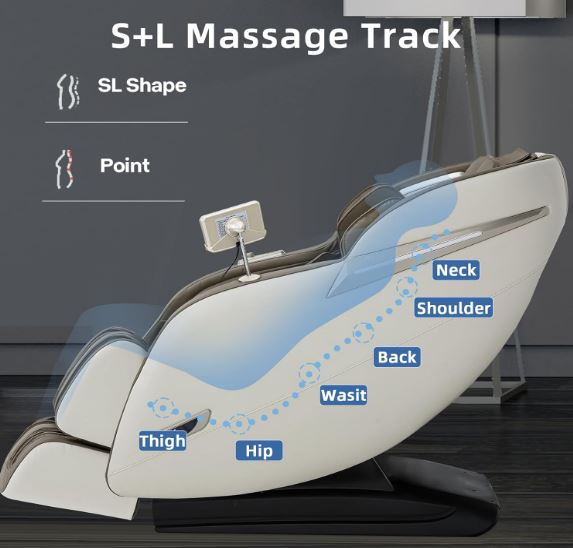 S+L Massage Track
SL Shape
Point
Neck
Shoulder
Back
Wasit
Hip
Thigh